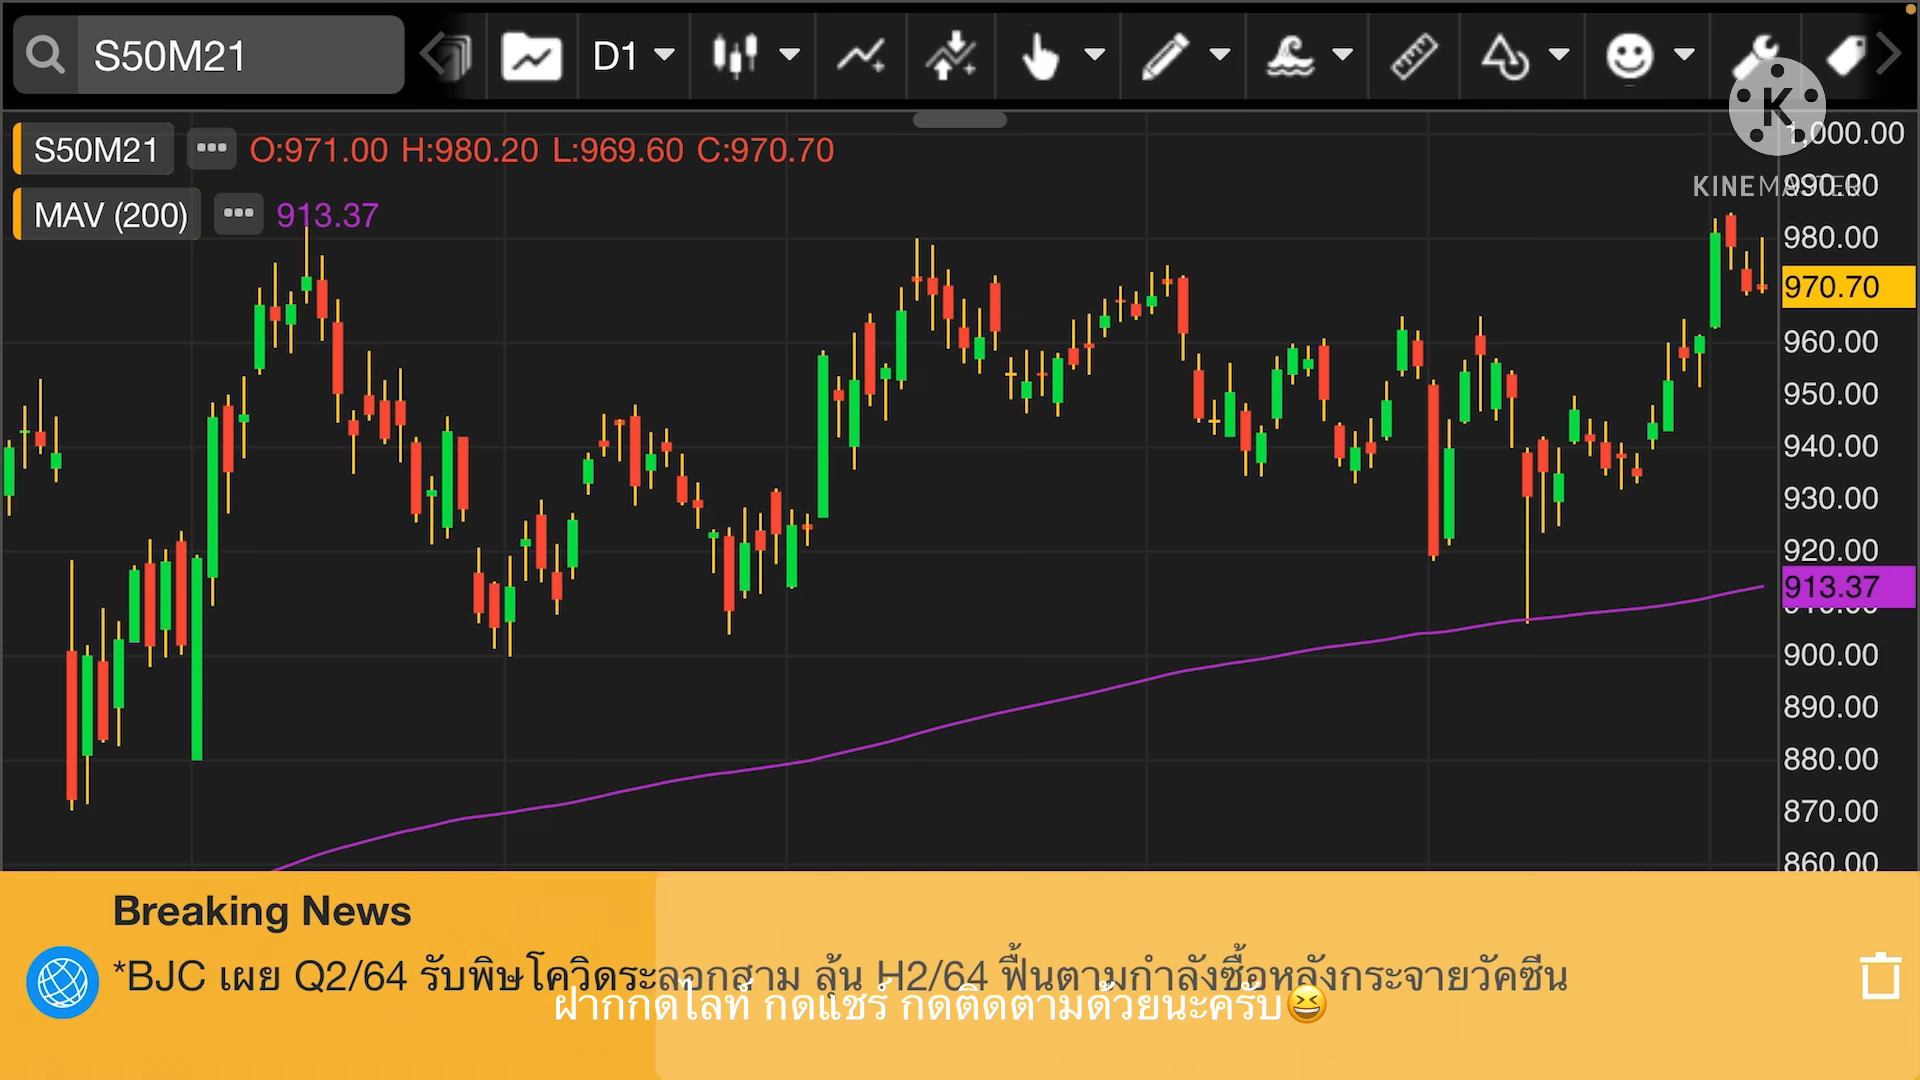 S50M21
D1
S50M21 ••• O:971.00 H:980.20 L:969.60 C:970.70
MAV (200) ••• 913.37
K
KINEMASTER
1,000.00
990.00
980.00
970.70
960.00
950.00
940.00
930.00
920.00
913.37
910.00
900.00
890.00
880.00
870.00
860.00
Breaking News
*BJC เผย Q2/64 รับพิษโควิดระลอกสาม ลุ้น H2/64 ฟื้นตามกำลังซื้อหลังกระจายวัคซีน
ฝากกดไลท์ กดแชร์ กดติดตามด้วยนะครับ😆